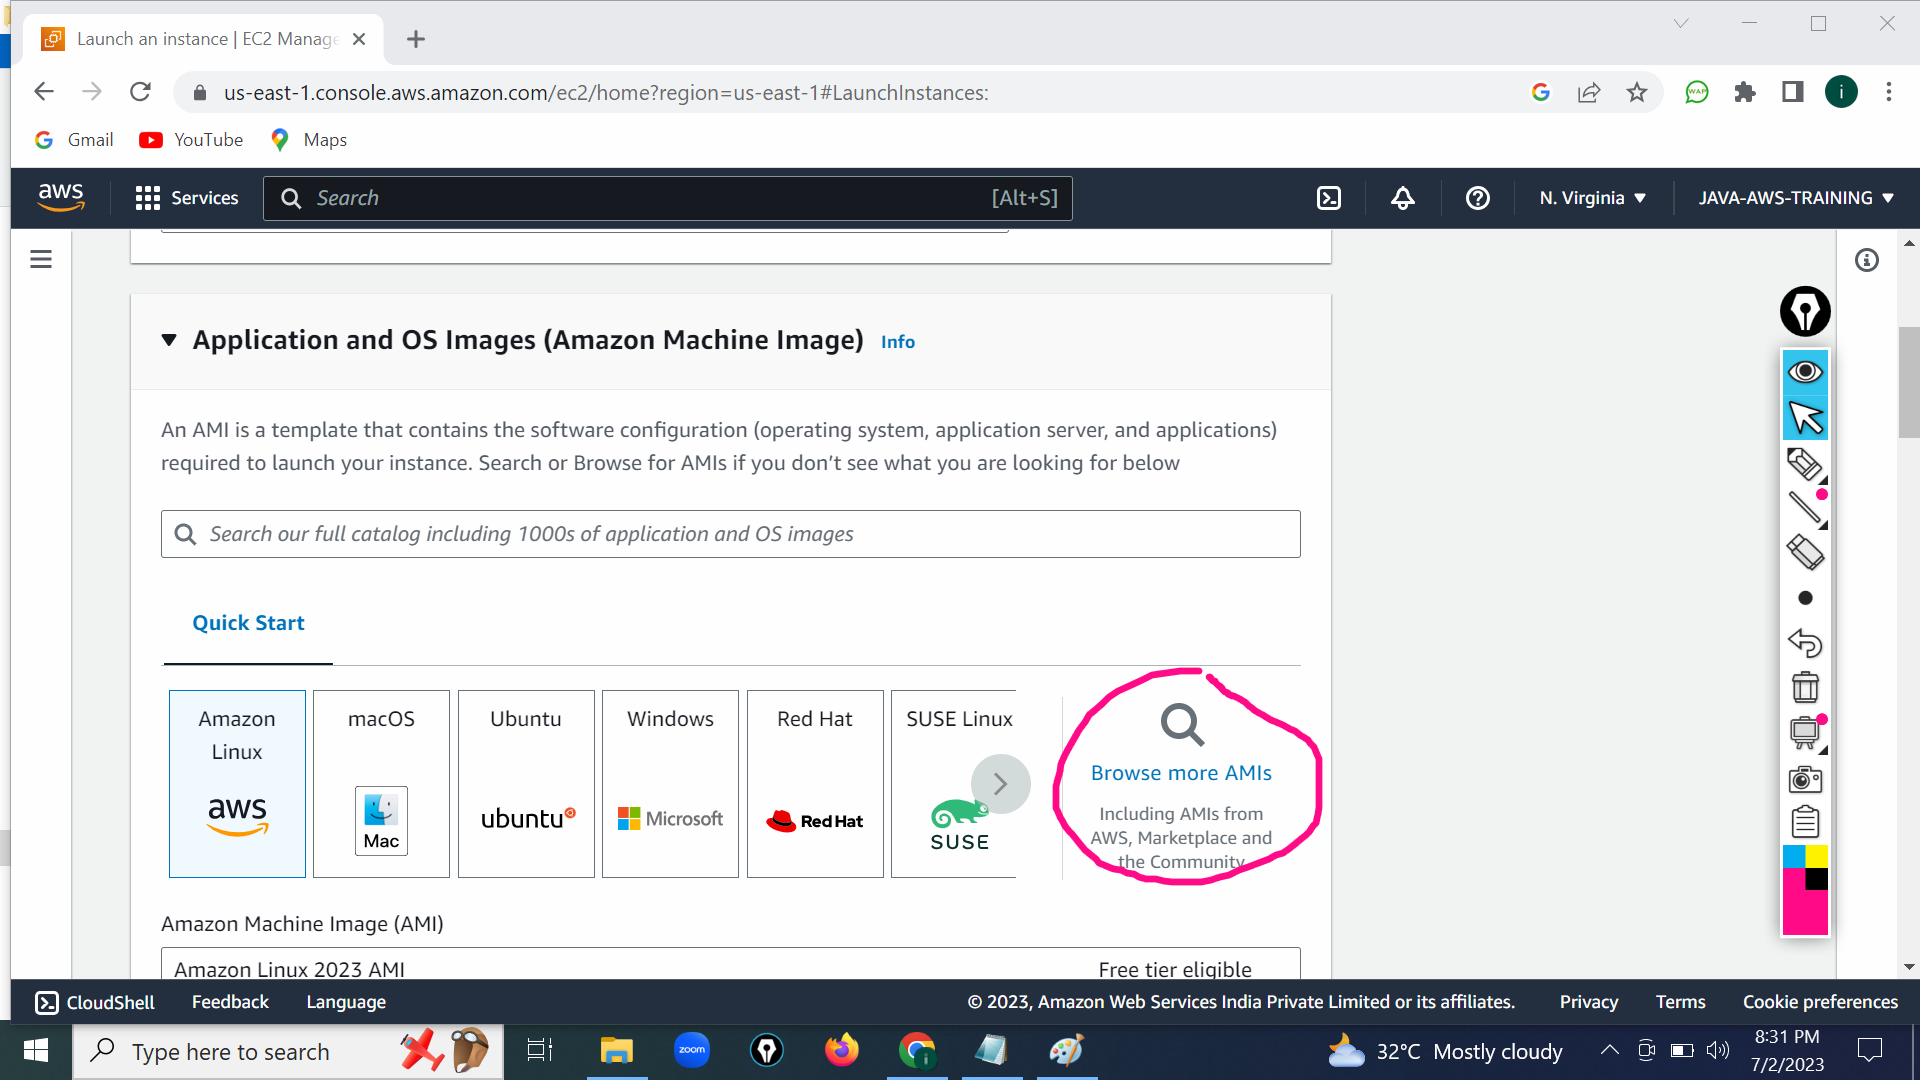 Launch an instance | EC2 Manage
us-east-1.console.aws.amazon.com/ec2/home?region=us-east-1#LaunchInstances:
WAP
i
Gmail
YouTube
Maps
aws
Services
Search
[Alt+S]
N. Virginia
JAVA-AWS-TRAINING
Application and OS Images (Amazon Machine Image)
Info
An AMI is a template that contains the software configuration (operating system, application server, and applications)
required to launch your instance. Search or Browse for AMIs if you don’t see what you are looking for below
Search our full catalog including 1000s of application and OS images
Quick Start
Amazon
Linux
aws
macOS
Mac
Ubuntu
ubuntu
Windows
Microsoft
Red Hat
Red Hat
SUSE Linux
SUSE
Browse more AMIs
Including AMIs from
AWS, Marketplace and
the Community
Amazon Machine Image (AMI)
Amazon Linux 2023 AMI
Free tier eligible
CloudShell
Feedback
Language
© 2023, Amazon Web Services India Private Limited or its affiliates.
Privacy
Terms
Cookie preferences
Type here to search
zoom
i
32°C Mostly cloudy
8:31 PM
7/2/2023